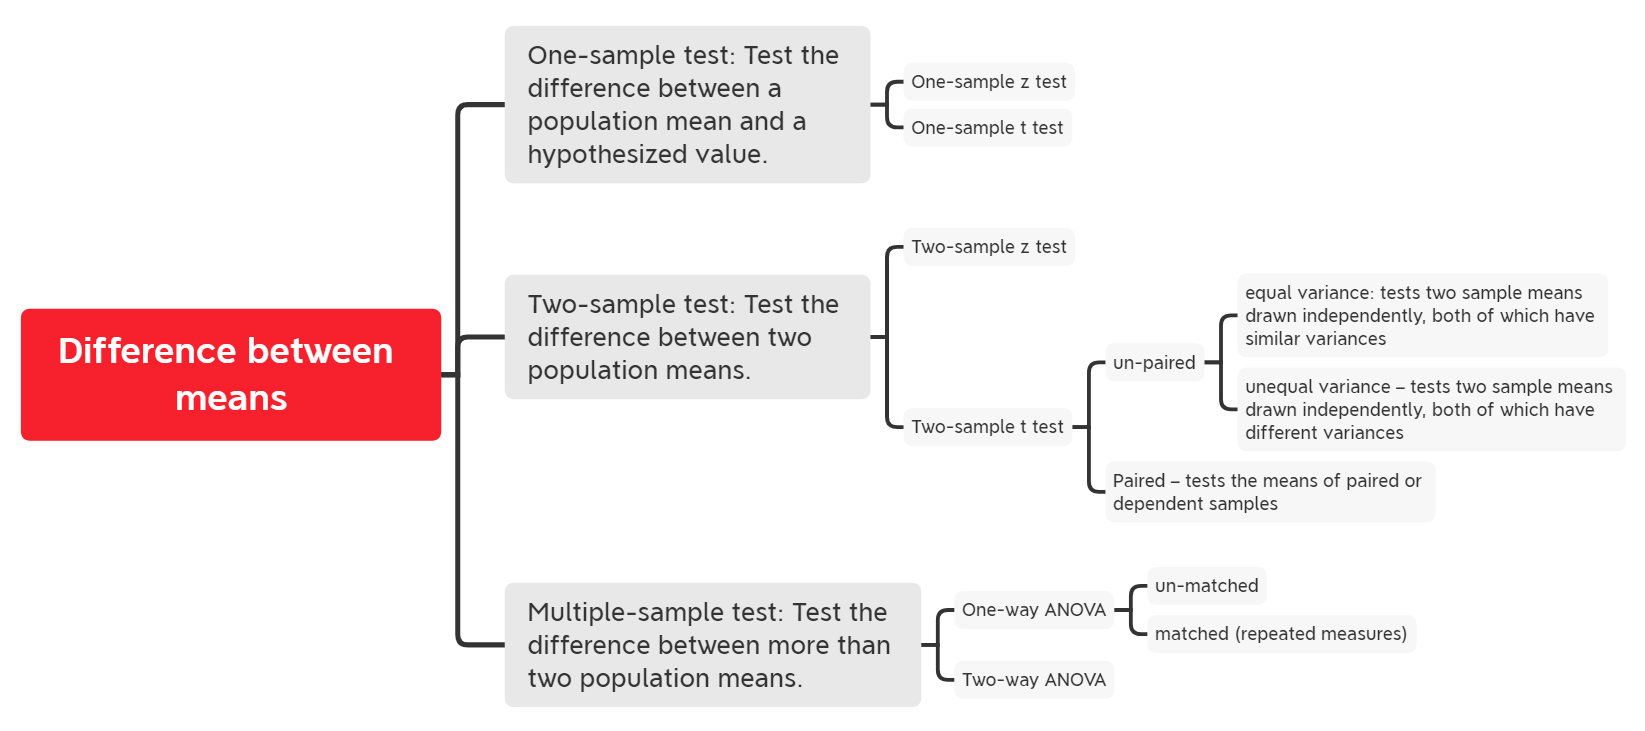 Difference between
means
One-sample test: Test the
difference between a
population mean and a
hypothesized value.
One-sample z test
One-sample t test
Two-sample test: Test the
difference between two
population means.
Two-sample z test
Two-sample t test
un-paired
equal variance: tests two sample means
drawn independently, both of which have
similar variances
unequal variance – tests two sample means
drawn independently, both of which have
different variances
Paired – tests the means of paired or
dependent samples
Multiple-sample test: Test the
difference between more than
two population means.
One-way ANOVA
un-matched
matched (repeated measures)
Two-way ANOVA